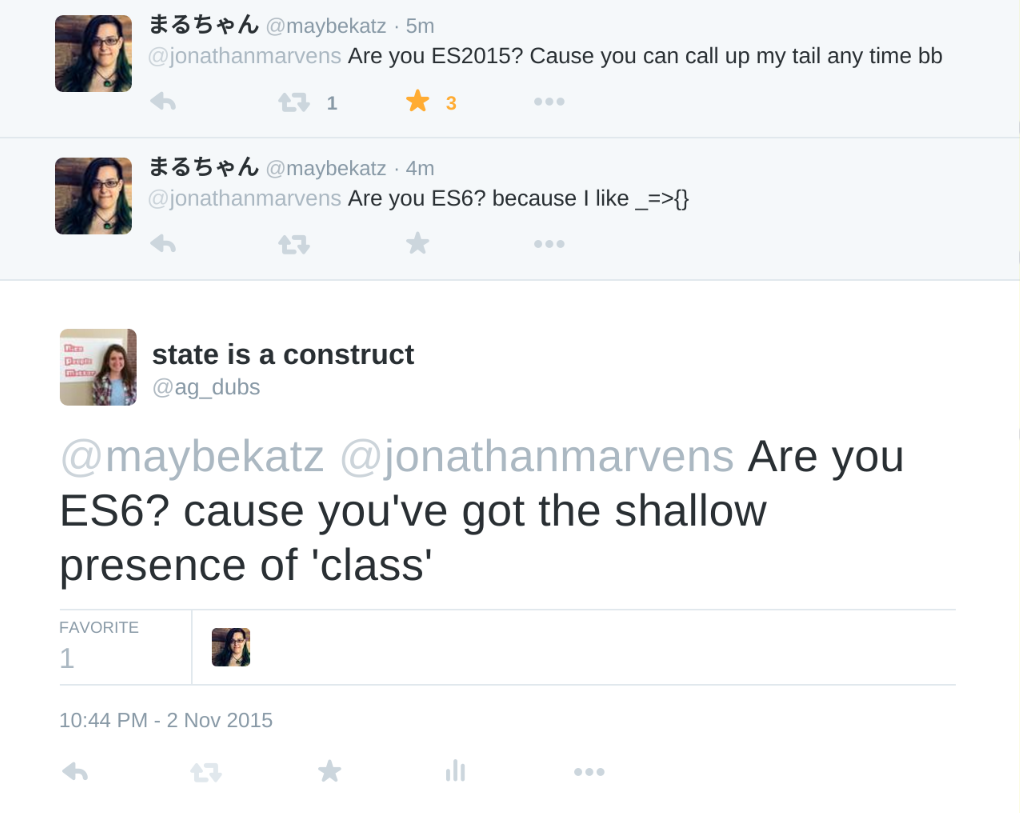 まるちゃん @maybekatz · 5m
@jonathanmarvens Are you ES2015? Cause you can call up my tail any time bb
1 3
まるちゃん @maybekatz · 4m
@jonathanmarvens Are you ES6? because I like _=>{}
state is a construct
@ag_dubs
@maybekatz @jonathanmarvens Are you
ES6? cause you've got the shallow
presence of 'class'
FAVORITE
1
10:44 PM - 2 Nov 2015